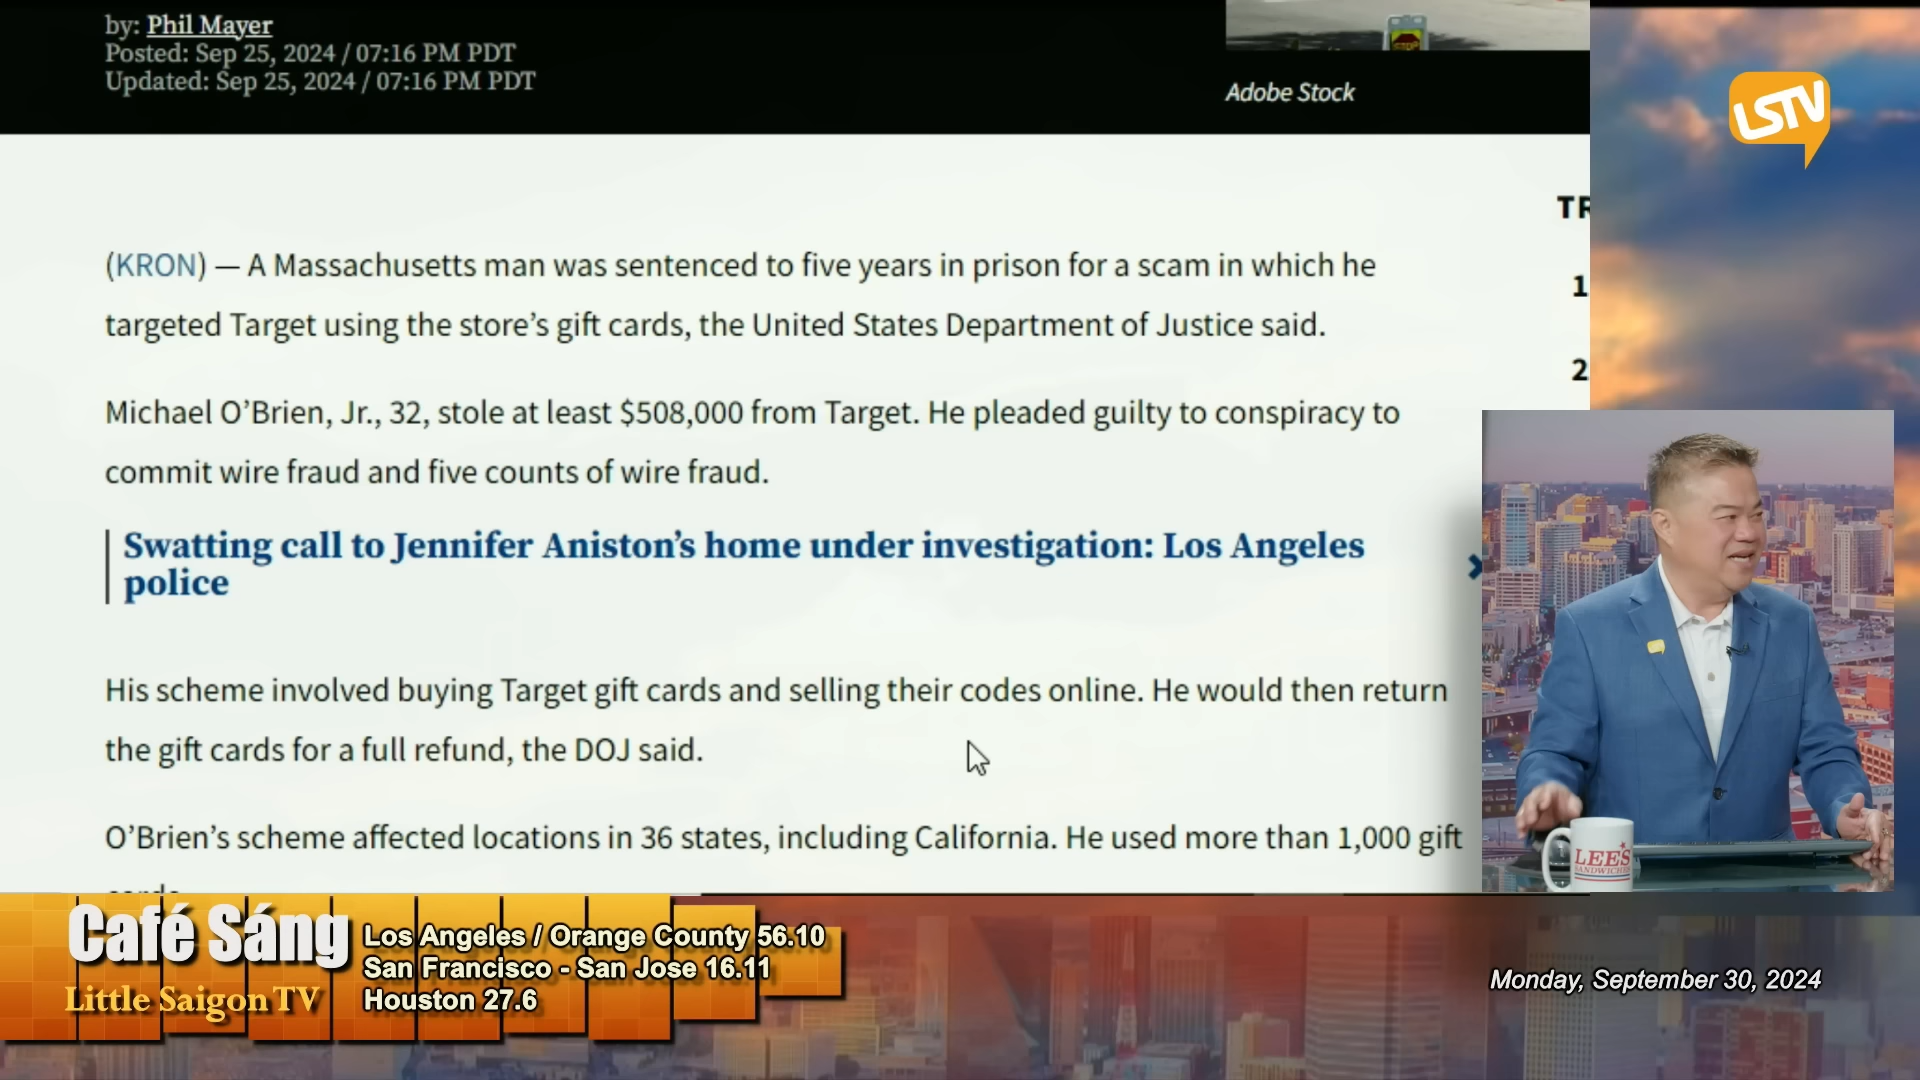 by: Phil Mayer
Posted: Sep 25, 2024 / 07:16 PM PDT
Updated: Sep 25, 2024 / 07:16 PM PDT
STOP
Adobe Stock
LSTV
TR
(KRON) — A Massachusetts man was sentenced to five years in prison for a scam in which he
targeted Target using the store's gift cards, the United States Department of Justice said.
1
2
Michael O'Brien, Jr., 32, stole at least $508,000 from Target. He pleaded guilty to conspiracy to
commit wire fraud and five counts of wire fraud.
Swatting call to Jennifer Aniston's home under investigation: Los Angeles
police
His scheme involved buying Target gift cards and selling their codes online. He would then return
the gift cards for a full refund, the DOJ said.
O'Brien's scheme affected locations in 36 states, including California. He used more than 1,000 gift
cards
LEE'S
SANDWICHES
Café Sáng
Little Saigon TV
Los Angeles / Orange County 56.10
San Francisco - San Jose 16.11
Houston 27.6
Monday, September 30, 2024